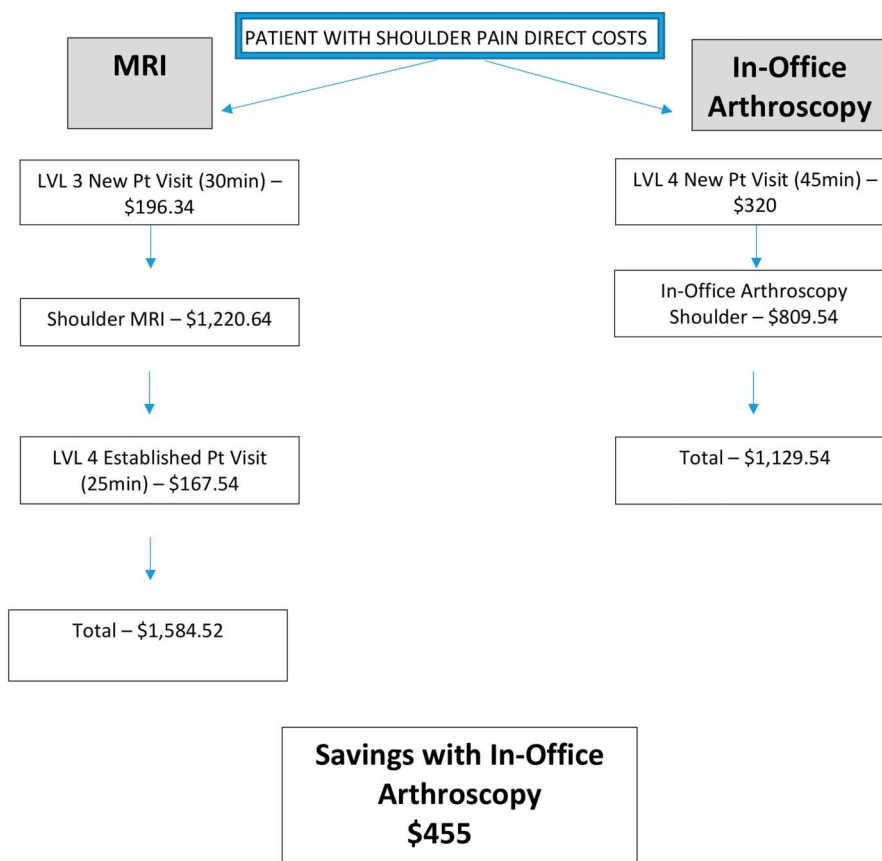 PATIENT WITH SHOULDER PAIN DIRECT COSTS
MRI
In-Office
Arthroscopy
LVL 3 New Pt Visit (30min) –
$196.34
LVL 4 New Pt Visit (45min) –
$320
Shoulder MRI – $1,220.64
In-Office Arthroscopy
Shoulder – $809.54
LVL 4 Established Pt Visit
(25min) – $167.54
Total – $1,129.54
Total – $1,584.52
Savings with In-Office
Arthroscopy
$455